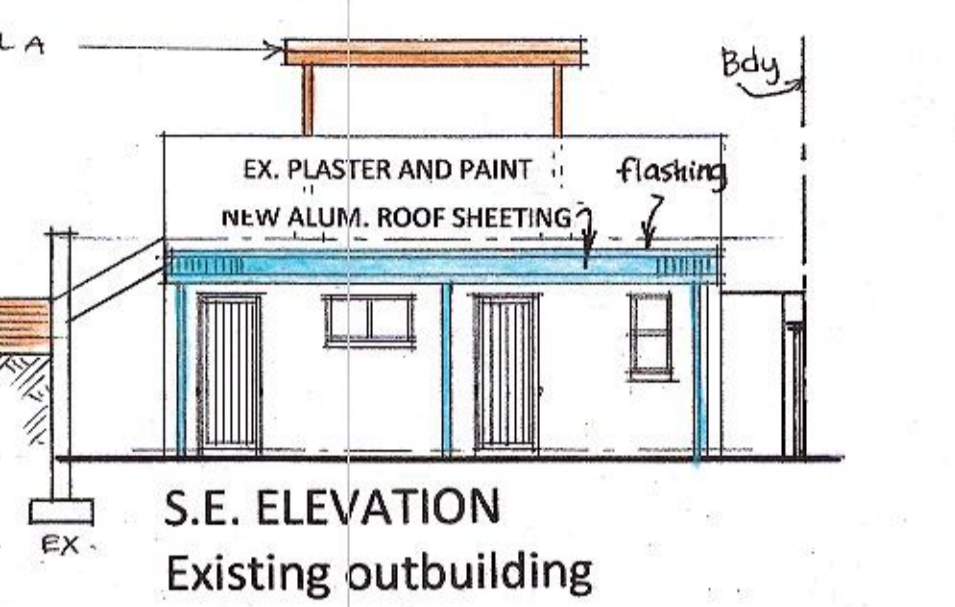 L A
Bdy
EX. PLASTER AND PAINT
flashing
NEW ALUM. ROOF SHEETING
S.E. ELEVATION
EX.
Existing outbuilding